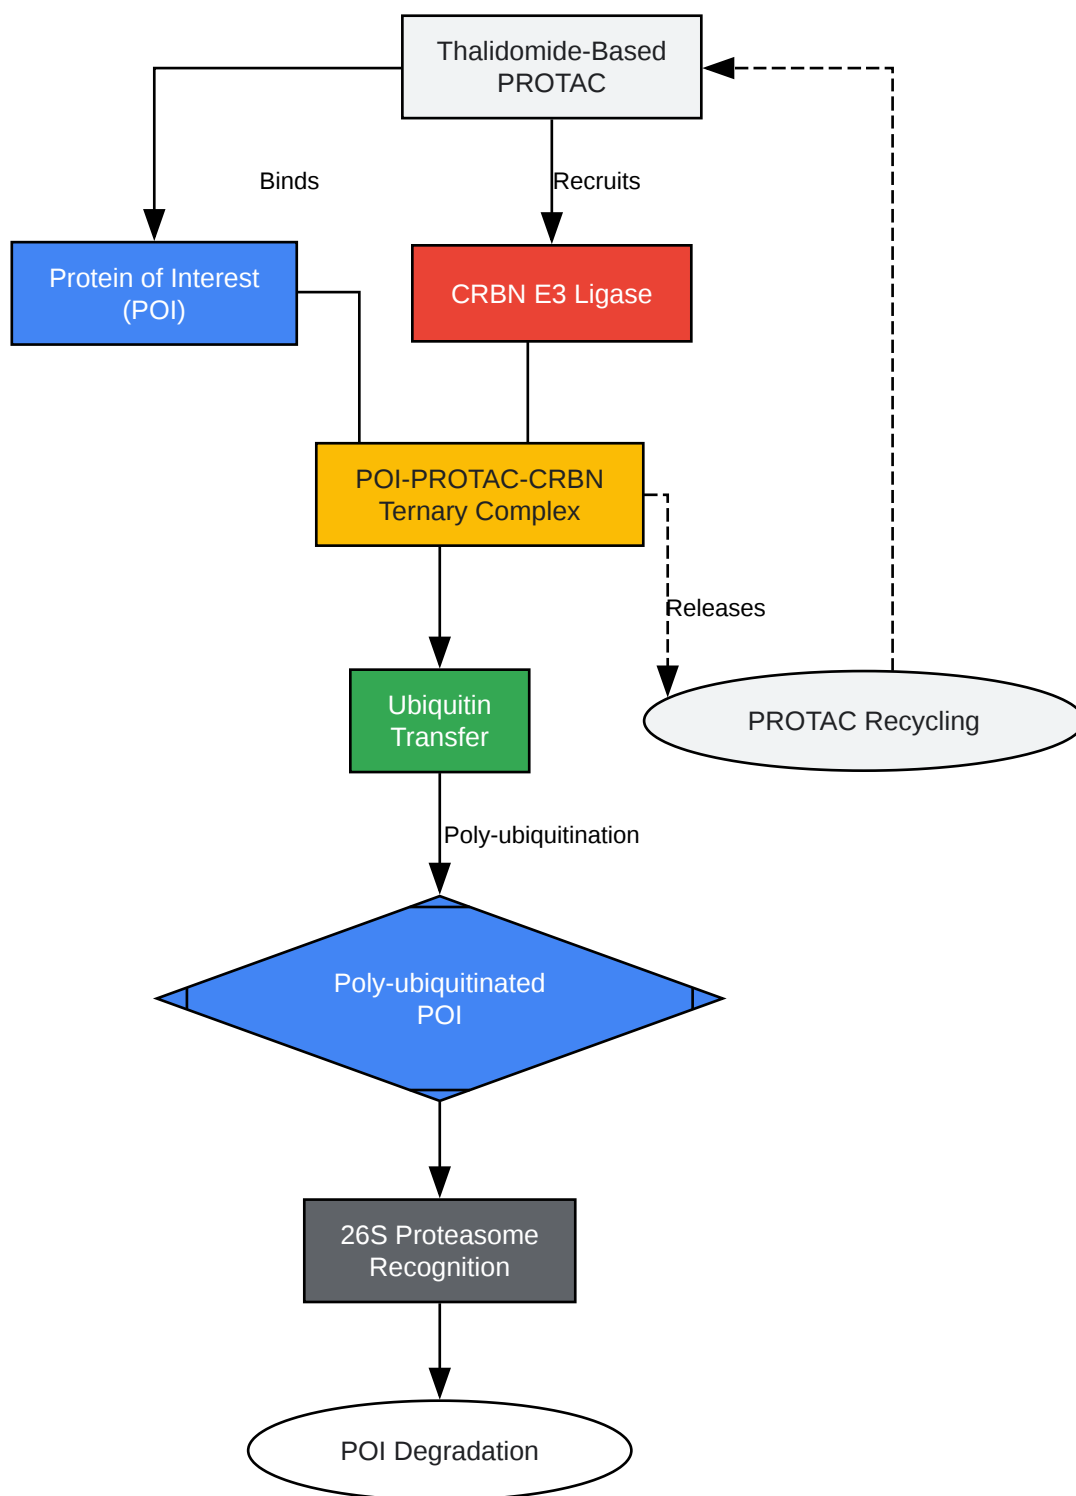 Thalidomide-Based
PROTAC
Binds
Recruits
Protein of Interest
(POI)
CRBN E3 Ligase
POI-PROTAC-CRBN
Ternary Complex
Releases
Ubiquitin
Transfer
PROTAC Recycling
Poly-ubiquitination
Poly-ubiquitinated
POI
26S Proteasome
Recognition
POI Degradation